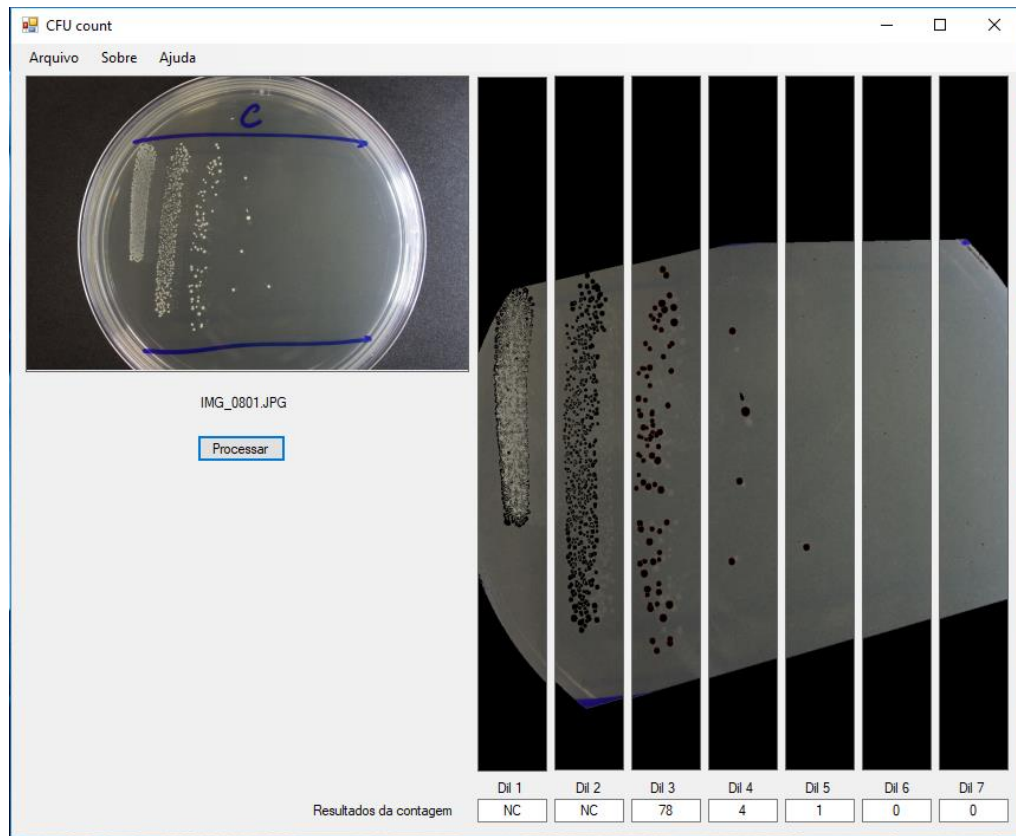 CFU count
Arquivo Sobre Ajuda
C
IMG_0801.JPG
Processar
Dil 1 Dil 2 Dil 3 Dil 4 Dil 5 Dil 6 Dil 7
Resultados da contagem NC NC 78 4 1 0 0